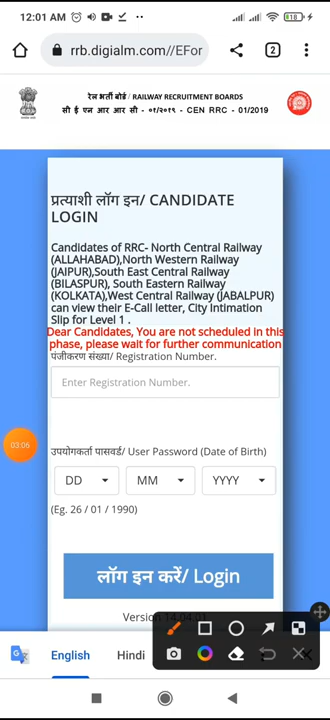 12:01 AM
18
rrb.digialm.com//EFor
2
रेल भर्ती बोर्ड / RAILWAY RECRUITMENT BOARDS
सी ई एन आर आर सी - ०१/२०१९ - CEN RRC - 01/2019
प्रत्याशी लॉग इन/ CANDIDATE
LOGIN
Candidates of RRC- North Central Railway
(ALLAHABAD),North Western Railway
(JAIPUR),South East Central Railway
(BILASPUR), South Eastern Railway
(KOLKATA),West Central Railway (JABALPUR)
can view their E-Call letter, City Intimation
Slip for Level 1 .
Dear Candidates, You are not scheduled in this
phase, please wait for further communication
पंजीकरण संख्या/ Registration Number.
Enter Registration Number.
03:06
उपयोगकर्ता पासवर्ड/ User Password (Date of Birth)
DD
MM
YYYY
(Eg. 26 / 01 / 1990)
लॉग इन करें/ Login
Version
English
Hindi